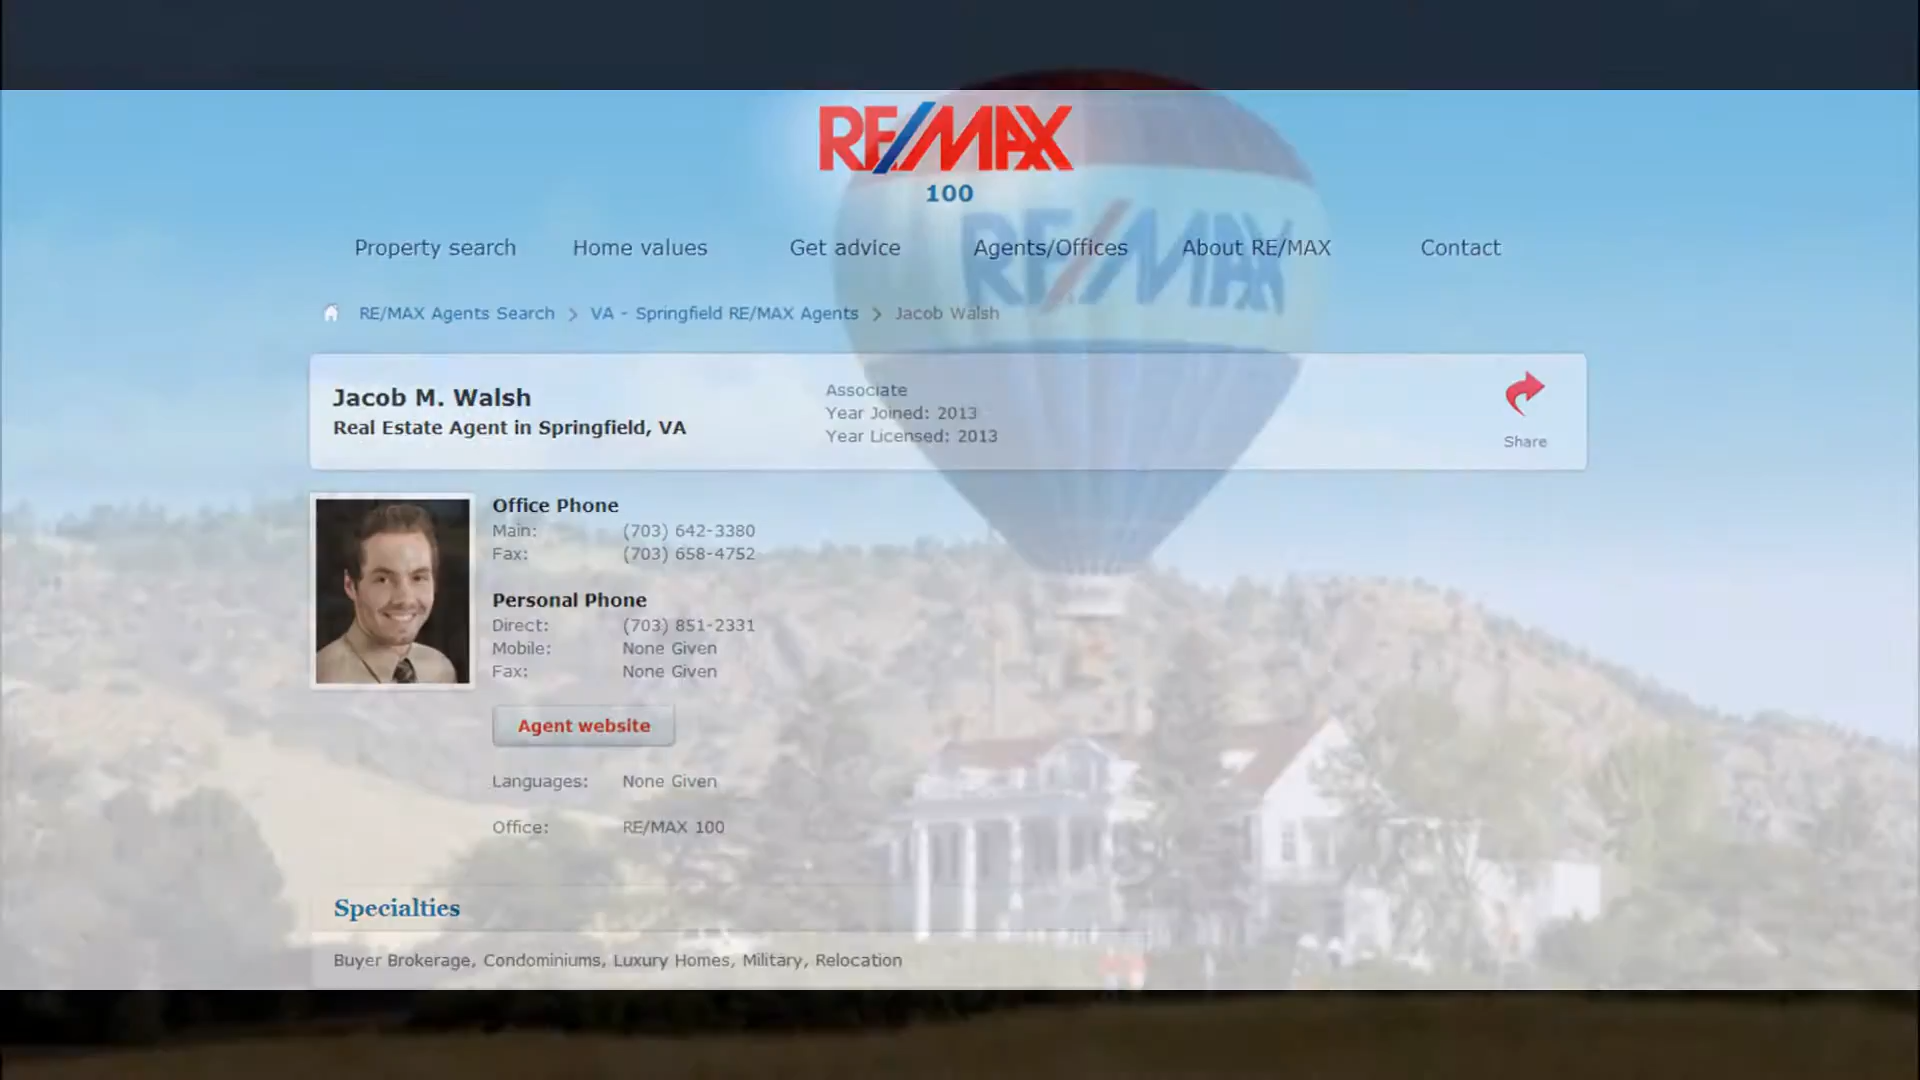 RE/MAX
100
RE/MAX
Property search Home values Get advice Agents/Offices About RE/MAX Contact
RE/MAX Agents Search > VA - Springfield RE/MAX Agents > Jacob Walsh
Jacob M. Walsh
Real Estate Agent in Springfield, VA
Associate
Year Joined: 2013
Year Licensed: 2013
Share
Office Phone
Main: (703) 642-3380
Fax: (703) 658-4752
Personal Phone
Direct: (703) 851-2331
Mobile: None Given
Fax: None Given
Agent website
Languages: None Given
Office: RE/MAX 100
Specialties
Buyer Brokerage, Condominiums, Luxury Homes, Military, Relocation